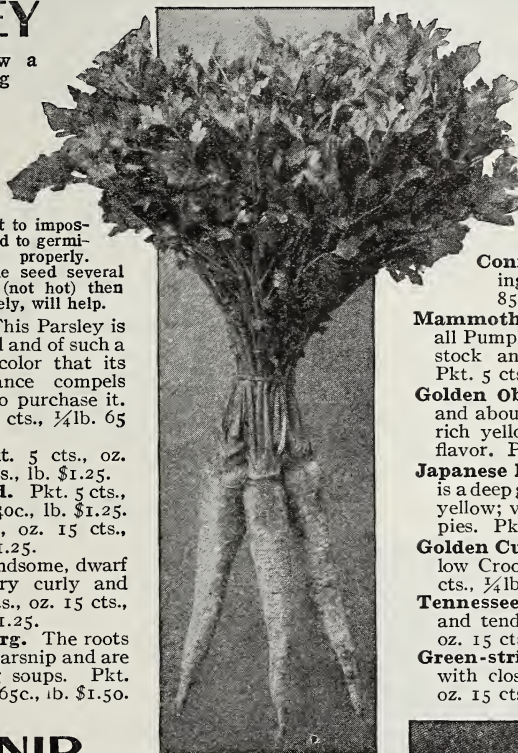 EY
w a
g
t to impos-
d to germi-
properly.
e seed several
(not hot) then
ely, will help.
This Parsley is
l and of such a
color that its
ance compels
o purchase it.
cts., ¼lb. 65
t. 5 cts., oz.
s., lb. $1.25.
d. Pkt. 5 cts.,
40c., lb. $1.25.
, oz. 15 cts.,
1.25.
ndsome, dwarf
ry curly and
s., oz. 15 cts.,
1.25.
rg. The roots
arsnip and are
g soups. Pkt.
65c., lb. $1.50.
NIP
Conn
ing
85
Mammoth
all Pump
stock an
Pkt. 5 cts
Golden Ob
and abou
rich yello
flavor. P
Japanese
is a deep g
yellow; v
pies. Pk
Golden Cu
low Croo
cts., ¼lb
Tennessee
and tend
oz. 15 cts
Green-stri
with clos
oz. 15 cts